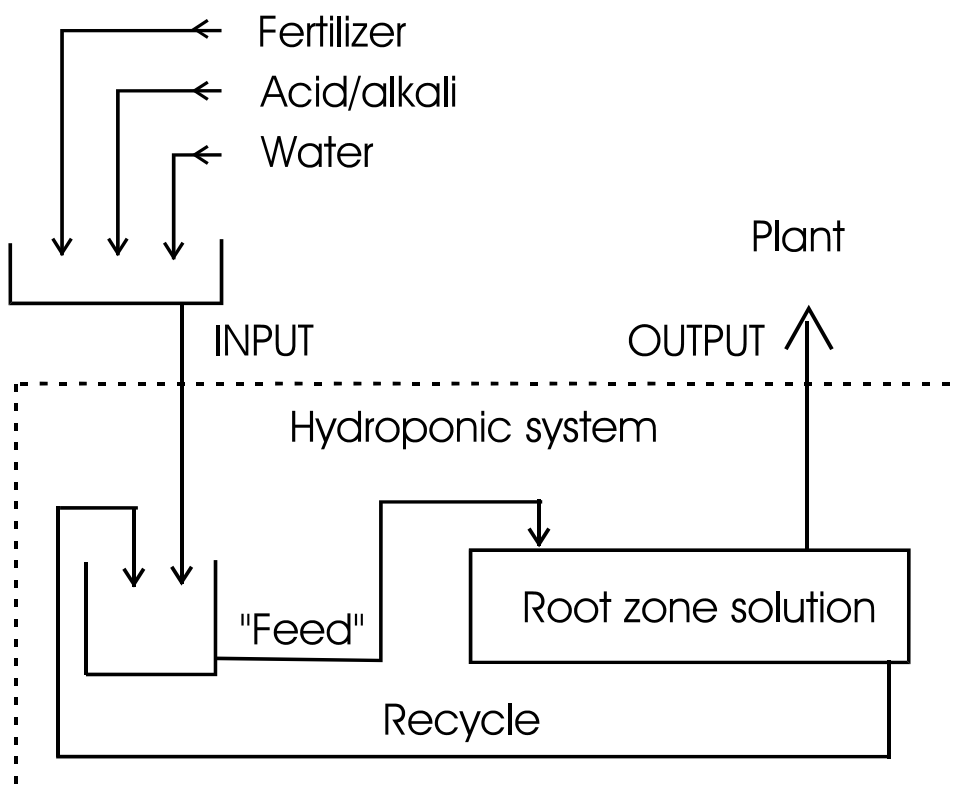 Fertilizer
Acid/alkali
Water
Plant
INPUT
OUTPUT
Hydroponic system
"Feed"
Root zone solution
Recycle